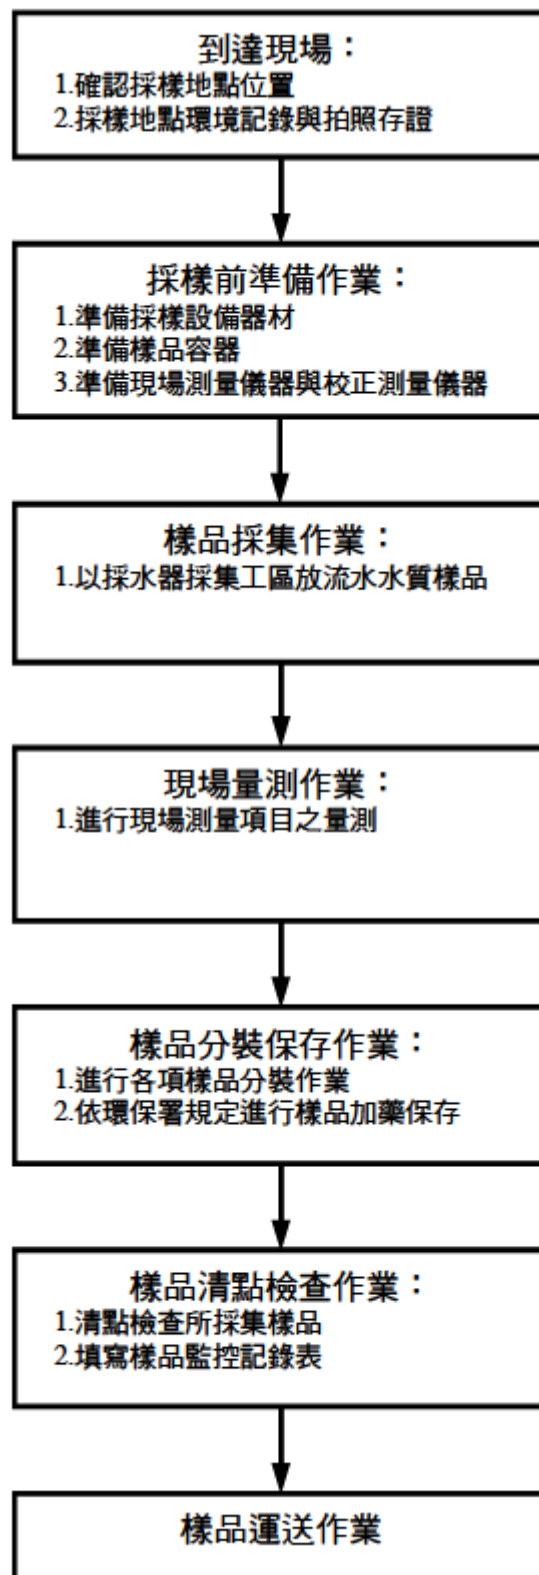 到達現場：
1.確認採樣地點位置
2.採樣地點環境記錄與拍照存證
採樣前準備作業：
1.準備採樣設備器材
2.準備樣品容器
3.準備現場測量儀器與校正測量儀器
樣品採集作業：
1.以採水器採集工區放流水水質樣品
現場量測作業：
1.進行現場測量項目之量測
樣品分裝保存作業：
1.進行各項樣品分裝作業
2.依環保署規定進行樣品加藥保存
樣品清點檢查作業：
1.清點檢查所採集樣品
2.填寫樣品監控記錄表
樣品運送作業